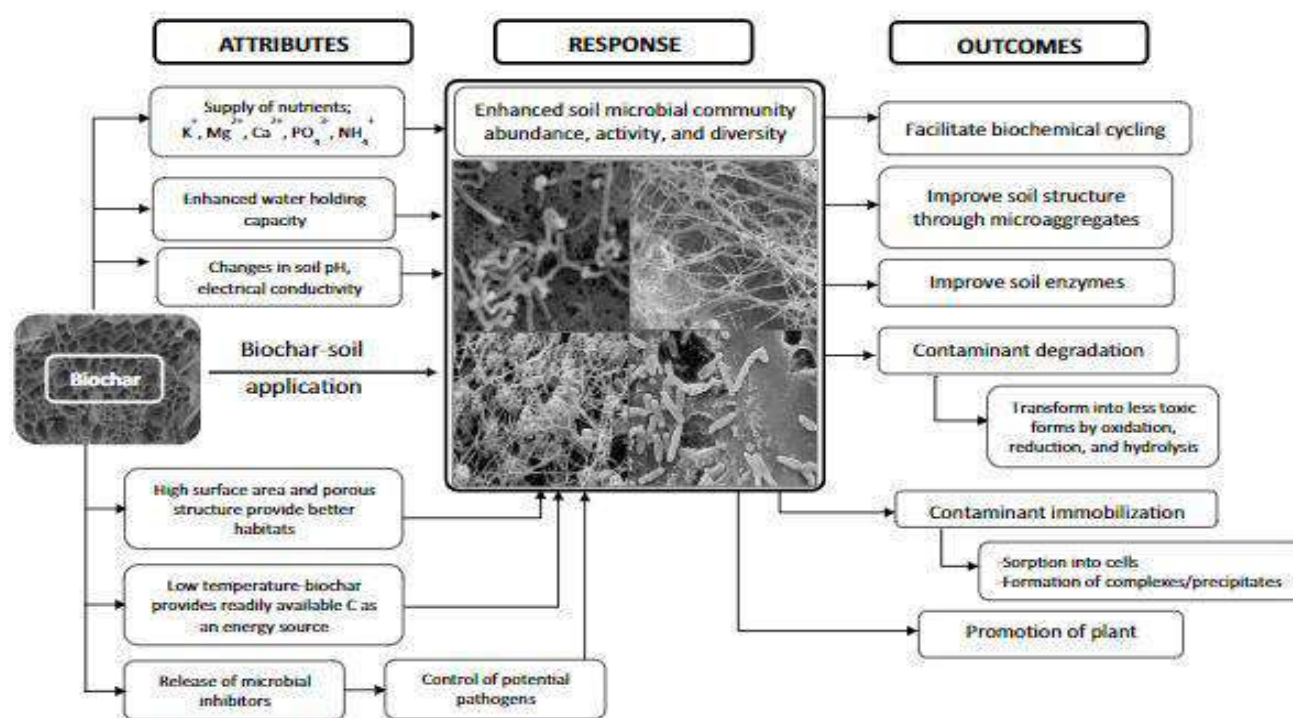 ATTRIBUTES
RESPONSE
OUTCOMES
Supply of nutrients;
K⁺, Mg²⁺, Ca²⁺, PO₄³⁻, NH₄⁺
Enhanced water holding
capacity
Changes in soil pH,
electrical conductivity
Biochar
Biochar-soil
application
High surface area and porous
structure provide better
habitats
Low temperature-biochar
provides readily available C as
an energy source
Release of microbial
inhibitors
Control of potential
pathogens
Enhanced soil microbial community
abundance, activity, and diversity
Facilitate biochemical cycling
Improve soil structure
through microaggregates
Improve soil enzymes
Contaminant degradation
Transform into less toxic
forms by oxidation,
reduction, and hydrolysis
Contaminant immobilization
-Sorption into cells
-Formation of complexes/precipitates
Promotion of plant